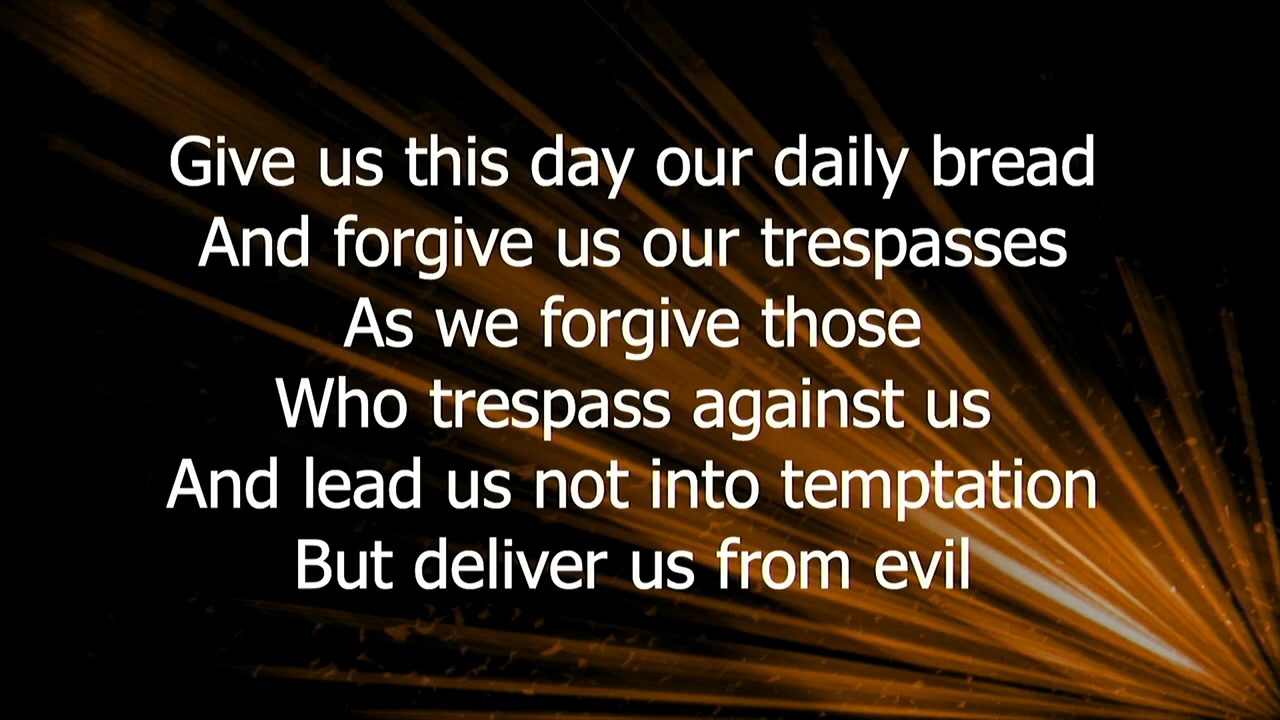 Give us this day our daily bread
And forgive us our trespasses
As we forgive those
Who trespass against us
And lead us not into temptation
But deliver us from evil